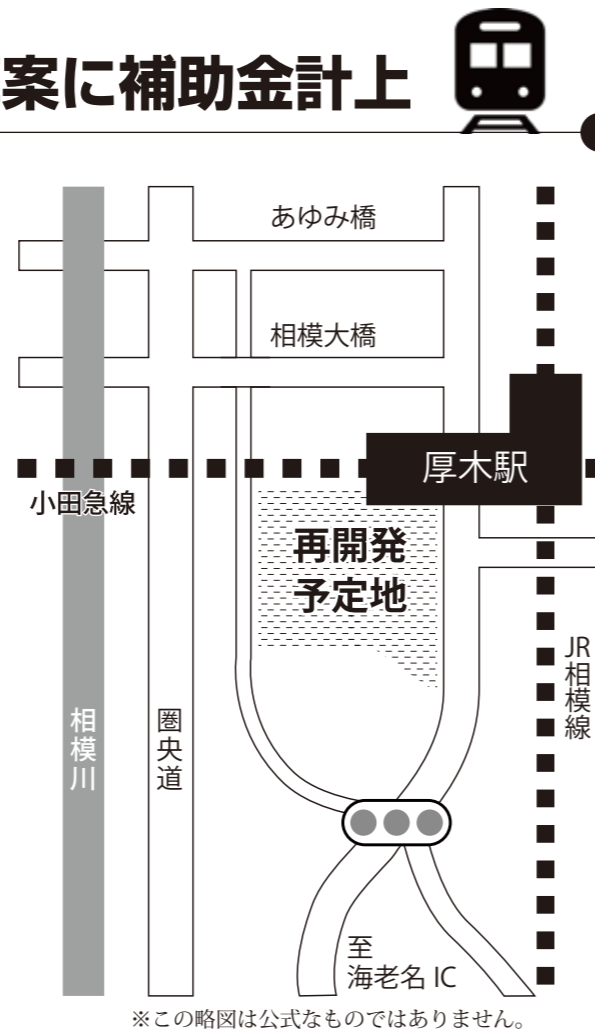 案に補助金計上
あゆみ橋
相模大橋
厚木駅
小田急線
再開発
予定地
JR相模線
相模川
圏央道
至
海老名 IC
※この略図は公式なものではありません。